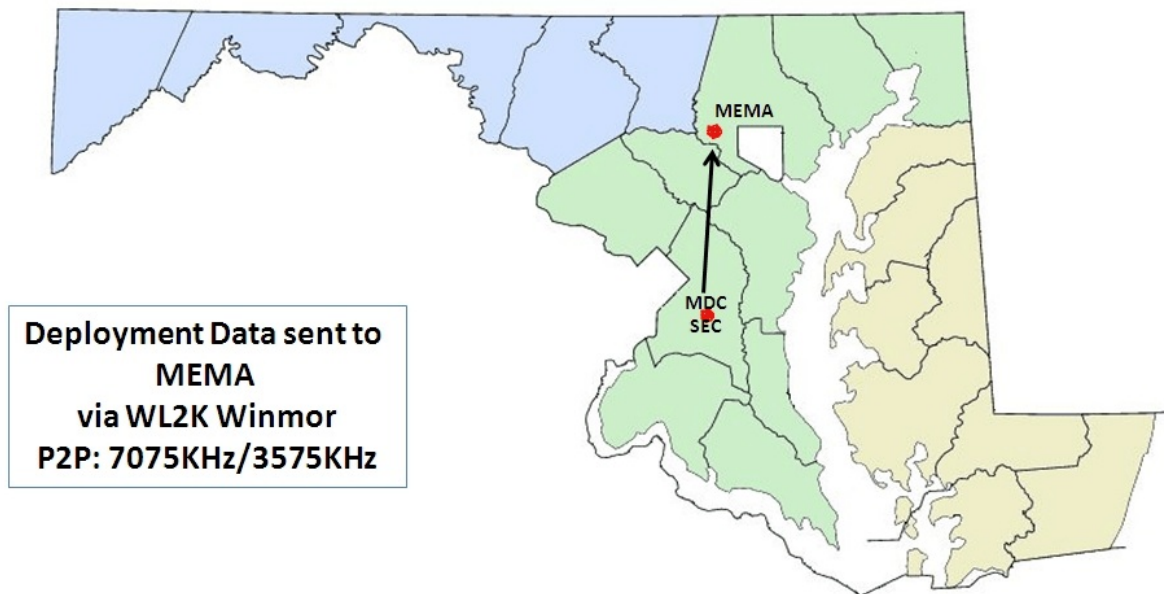 MEMA
MDC
SEC
Deployment Data sent to
MEMA
via WL2K Winmor
P2P: 7075KHz/3575KHz